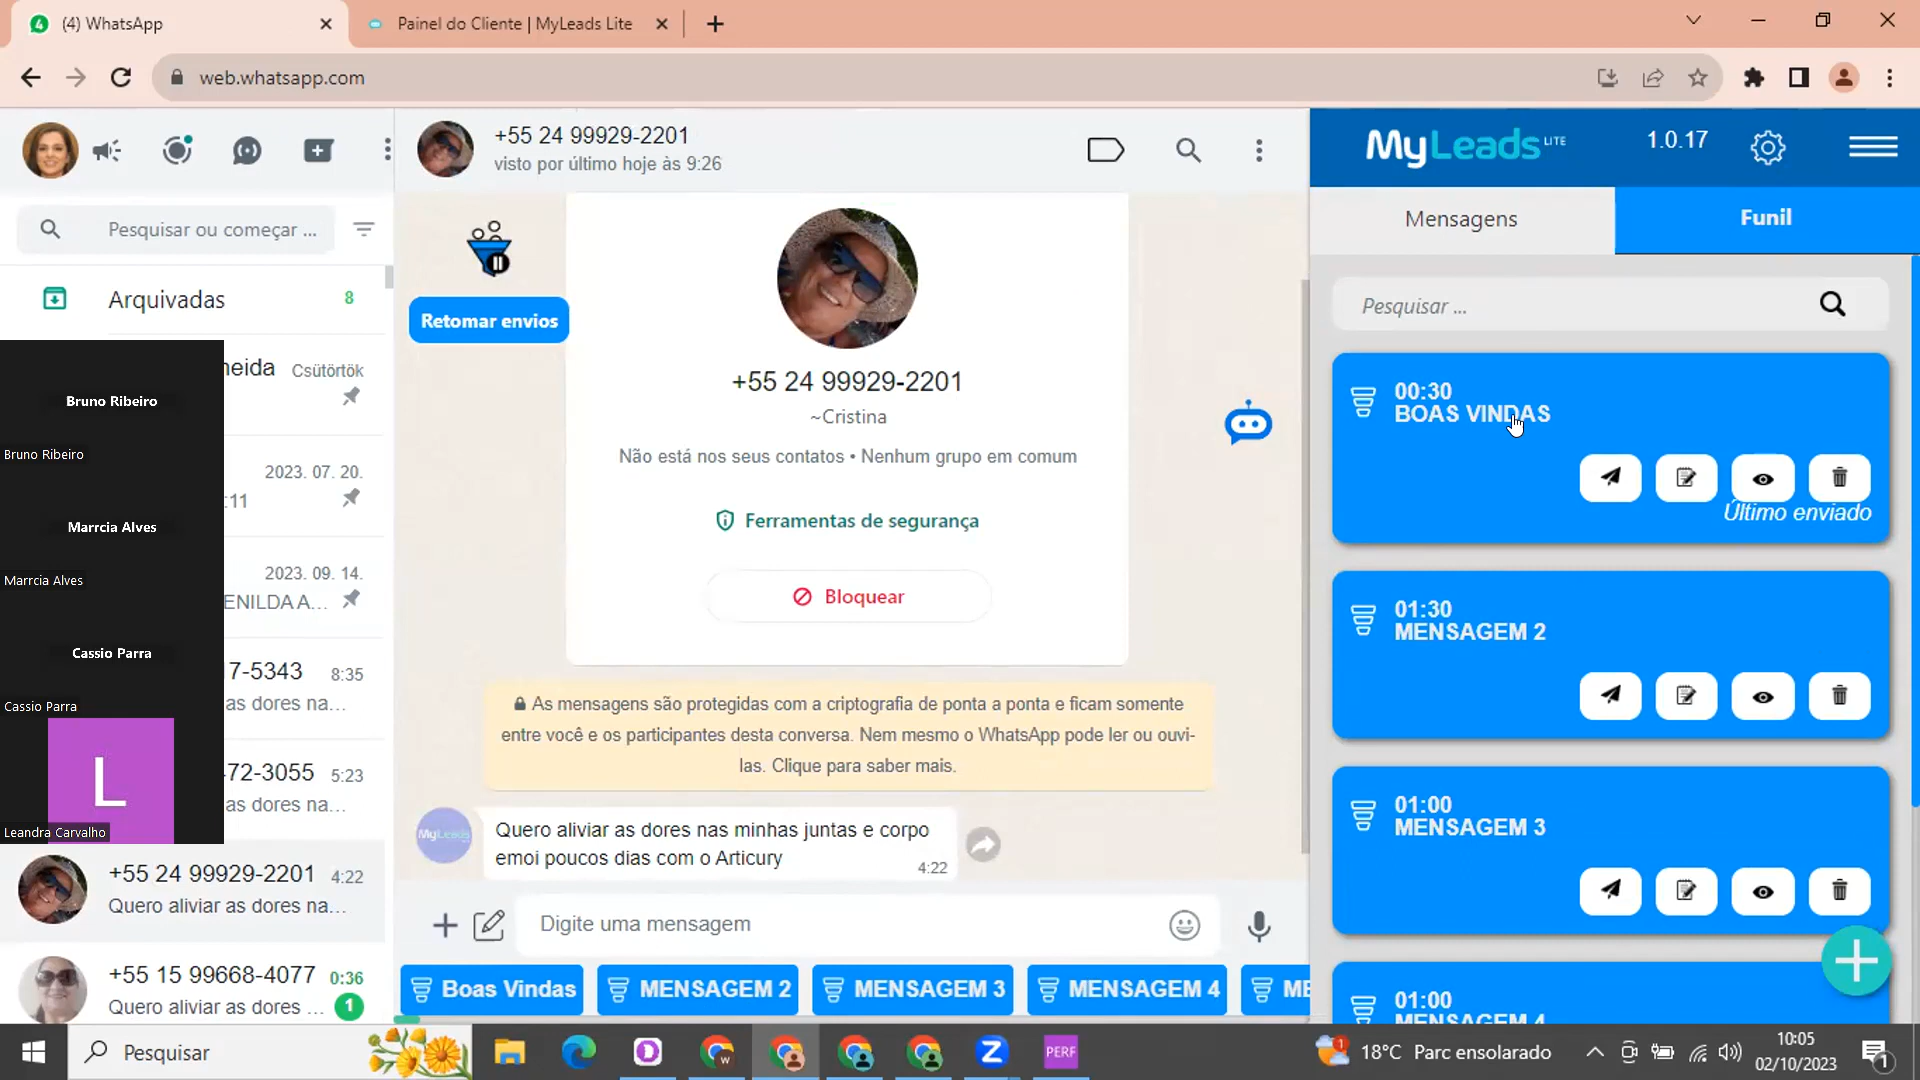 (4) WhatsApp
Painel do Cliente | MyLeads Lite
web.whatsapp.com
+55 24 99929-2201
visto por último hoje às 9:26
MyLeads LITE
1.0.17
Pesquisar ou começar ...
Mensagens
Funil
Arquivadas
8
Retomar envios
Pesquisar ...
neida
Csütörtök
Bruno Ribeiro
Bruno Ribeiro
2023. 07. 20.
:11
Marrcia Alves
Marrcia Alves
2023. 09. 14.
ENILDA A...
Cassio Parra
Cassio Parra
7-5343
8:35
as dores na...
L
Leandra Carvalho
72-3055
5:23
as dores na...
+55 24 99929-2201
4:22
Quero aliviar as dores na...
+55 15 99668-4077
0:36
Quero aliviar as dores ...
1
+55 24 99929-2201
~Cristina
Não está nos seus contatos • Nenhum grupo em comum
Ferramentas de segurança
Bloquear
As mensagens são protegidas com a criptografia de ponta a ponta e ficam somente
entre você e os participantes desta conversa. Nem mesmo o WhatsApp pode ler ou ouvi-
las. Clique para saber mais.
MyLeads
Quero aliviar as dores nas minhas juntas e corpo
emoi poucos dias com o Articury
4:22
Digite uma mensagem
Boas Vindas
MENSAGEM 2
MENSAGEM 3
MENSAGEM 4
ME
00:30
BOAS VINDAS
Último enviado
01:30
MENSAGEM 2
01:00
MENSAGEM 3
01:00
MENSAGEM 4
Pesquisar
W
Z
PERF
1
18°C Parc ensolarado
10:05
02/10/2023
1